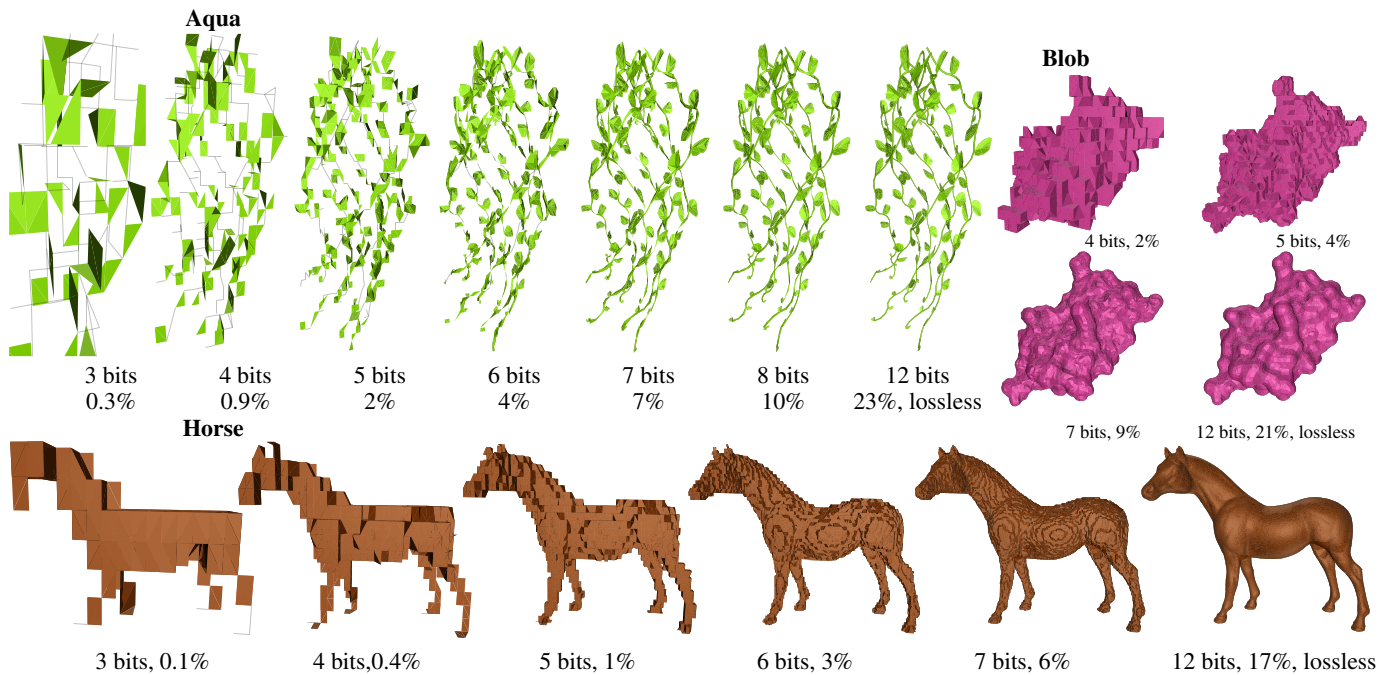 Aqua
Blob
3 bits 4 bits 5 bits 6 bits 7 bits 8 bits 12 bits
0.3% 0.9% 2% 4% 7% 10% 23%, lossless
4 bits, 2% 5 bits, 4%
7 bits, 9% 12 bits, 21%, lossless
Horse
3 bits, 0.1% 4 bits,0.4% 5 bits, 1% 6 bits, 3% 7 bits, 6% 12 bits, 17%, lossless